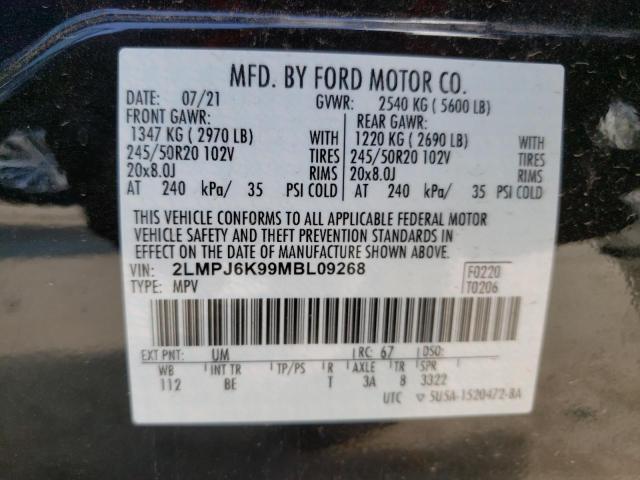 MFD. BY FORD MOTOR CO.
DATE: 07/21 GVWR: 2540 KG ( 5600 LB)
FRONT GAWR: REAR GAWR:
1347 KG ( 2970 LB) WITH 1220 KG ( 2690 LB) WITH
245/50R20 102V TIRES 245/50R20 102V TIRES
20x8.0J RIMS 20x8.0J RIMS
AT 240 kPa/ 35 PSI COLD AT 240 kPa/ 35 PSI COLD
THIS VEHICLE CONFORMS TO ALL APPLICABLE FEDERAL MOTOR
VEHICLE SAFETY AND THEFT PREVENTION STANDARDS IN
EFFECT ON THE DATE OF MANUFACTURE SHOWN ABOVE.
VIN: 2LMPJ6K99MBL09268 F0220
TYPE: MPV T0206
EXT PNT: UM RC: 67 DSO:
WB INT TR TP/PS R AXLE TR SPR
112 BE T 3A 8 3322
UTC ▽ 5U5A-1520472-BA